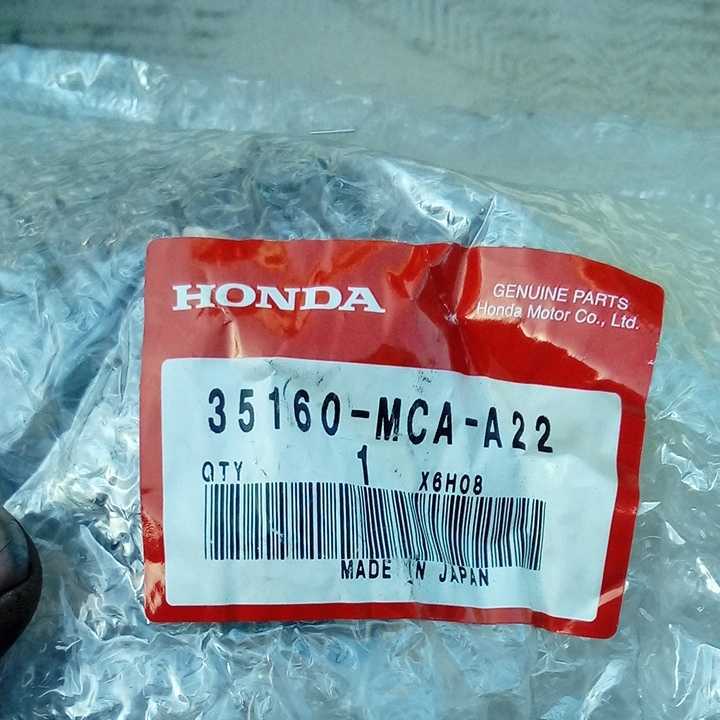 HONDA
GENUINE PARTS
Honda Motor Co., Ltd.
35160-MCA-A22
QTY 1 X6H08
MADE IN JAPAN